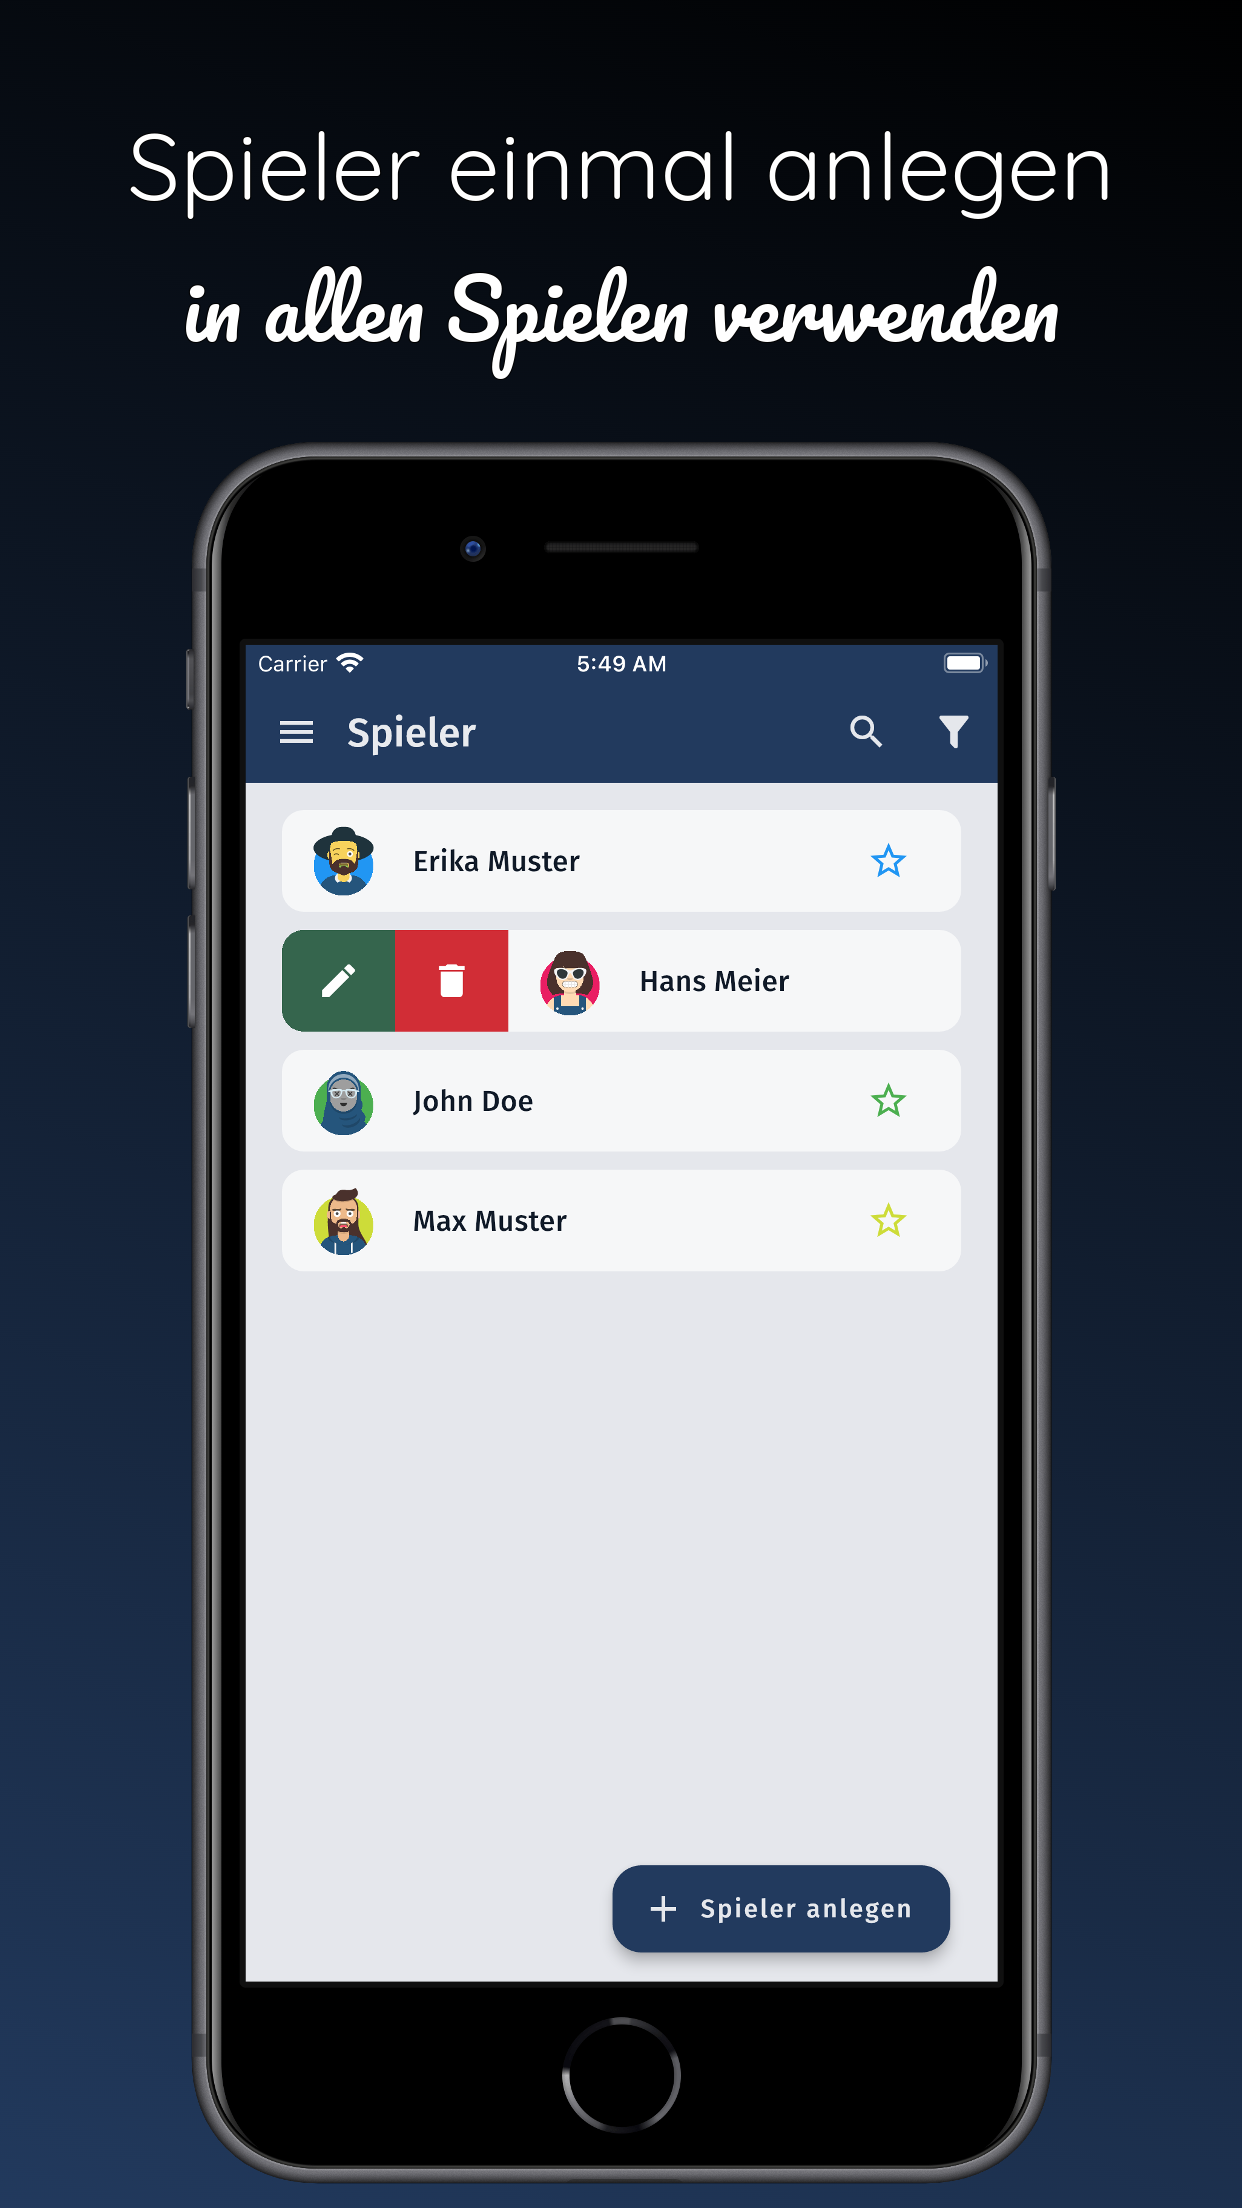 Spieler einmal anlegen
in allen Spielen verwenden
Carrier 5:49 AM
Spieler
Erika Muster
Hans Meier
John Doe
Max Muster
Spieler anlegen